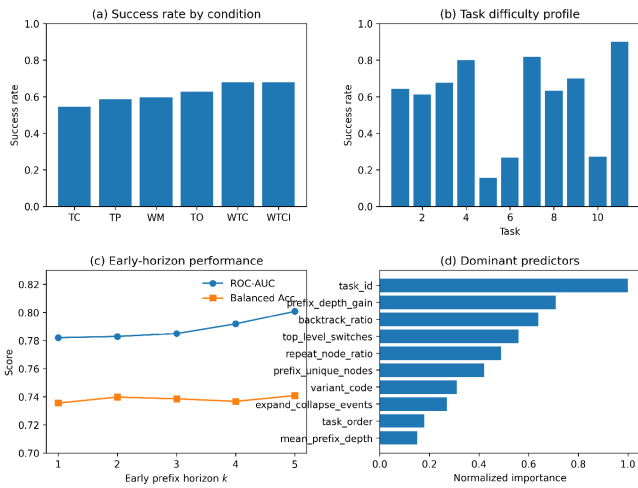 (a) Success rate by condition
1.0
0.8
0.6
0.4
0.2
0.0
Success rate
TC TP WM TO WTC WTCI
(b) Task difficulty profile
1.0
0.8
0.6
0.4
0.2
0.0
Success rate
2 4 6 8 10
Task
(c) Early-horizon performance
ROC-AUC
Balanced Acc
0.82
0.80
0.78
0.76
0.74
0.72
0.70
Score
1 2 3 4 5
Early prefix horizon k
(d) Dominant predictors
task_id
prefix_depth_gain
backtrack_ratio
top_level_switches
repeat_node_ratio
prefix_unique_nodes
variant_code
expand_collapse_events
task_order
mean_prefix_depth
0.0 0.2 0.4 0.6 0.8 1.0
Normalized importance